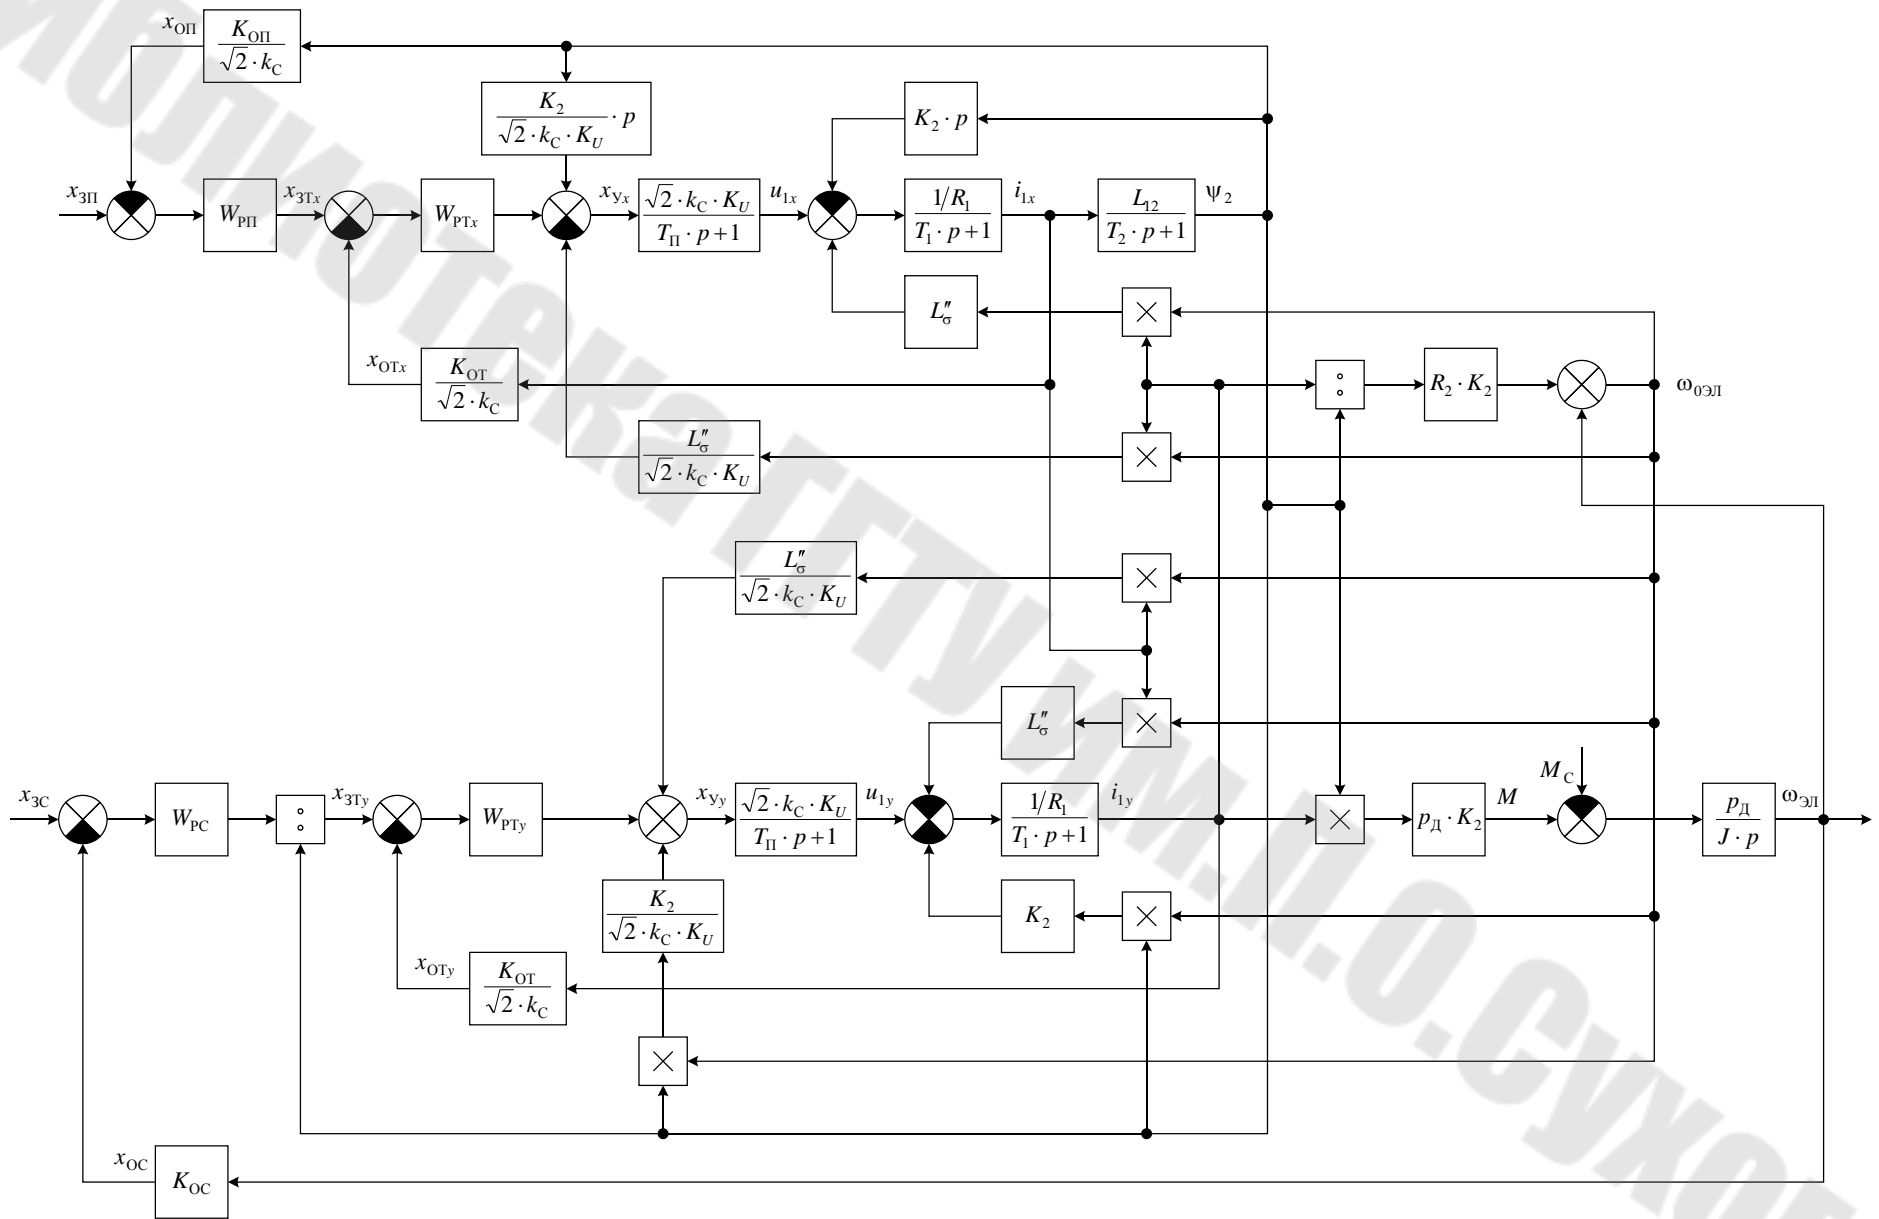 x_ОП
K_ОП / (√2 · k_С)
K_2 / (√2 · k_С · K_U) · p
K_2 · p
x_ЗП
W_РП
x_ЗТx
W_РТx
x_Уx
(√2 · k_С · K_U) / (T_П · p + 1)
u_1x
(1/R_1) / (T_1 · p + 1)
i_1x
L_12 / (T_2 · p + 1)
ψ_2
L″_σ
×
x_ОТx
K_ОТ / (√2 · k_С)
÷
R_2 · K_2
ω_0ЭЛ
L″_σ / (√2 · k_С · K_U)
×
L″_σ / (√2 · k_С · K_U)
×
L″_σ
×
x_ЗС
W_РС
÷
x_ЗТy
W_РТy
x_Уy
(√2 · k_С · K_U) / (T_П · p + 1)
u_1y
(1/R_1) / (T_1 · p + 1)
i_1y
×
p_Д · K_2
M
M_С
p_Д / (J · p)
ω_ЭЛ
K_2 / (√2 · k_С · K_U)
K_2
×
x_ОТy
K_ОТ / (√2 · k_С)
×
x_ОС
K_ОС
иблиотека ГГТУ им.П.О.Сухо